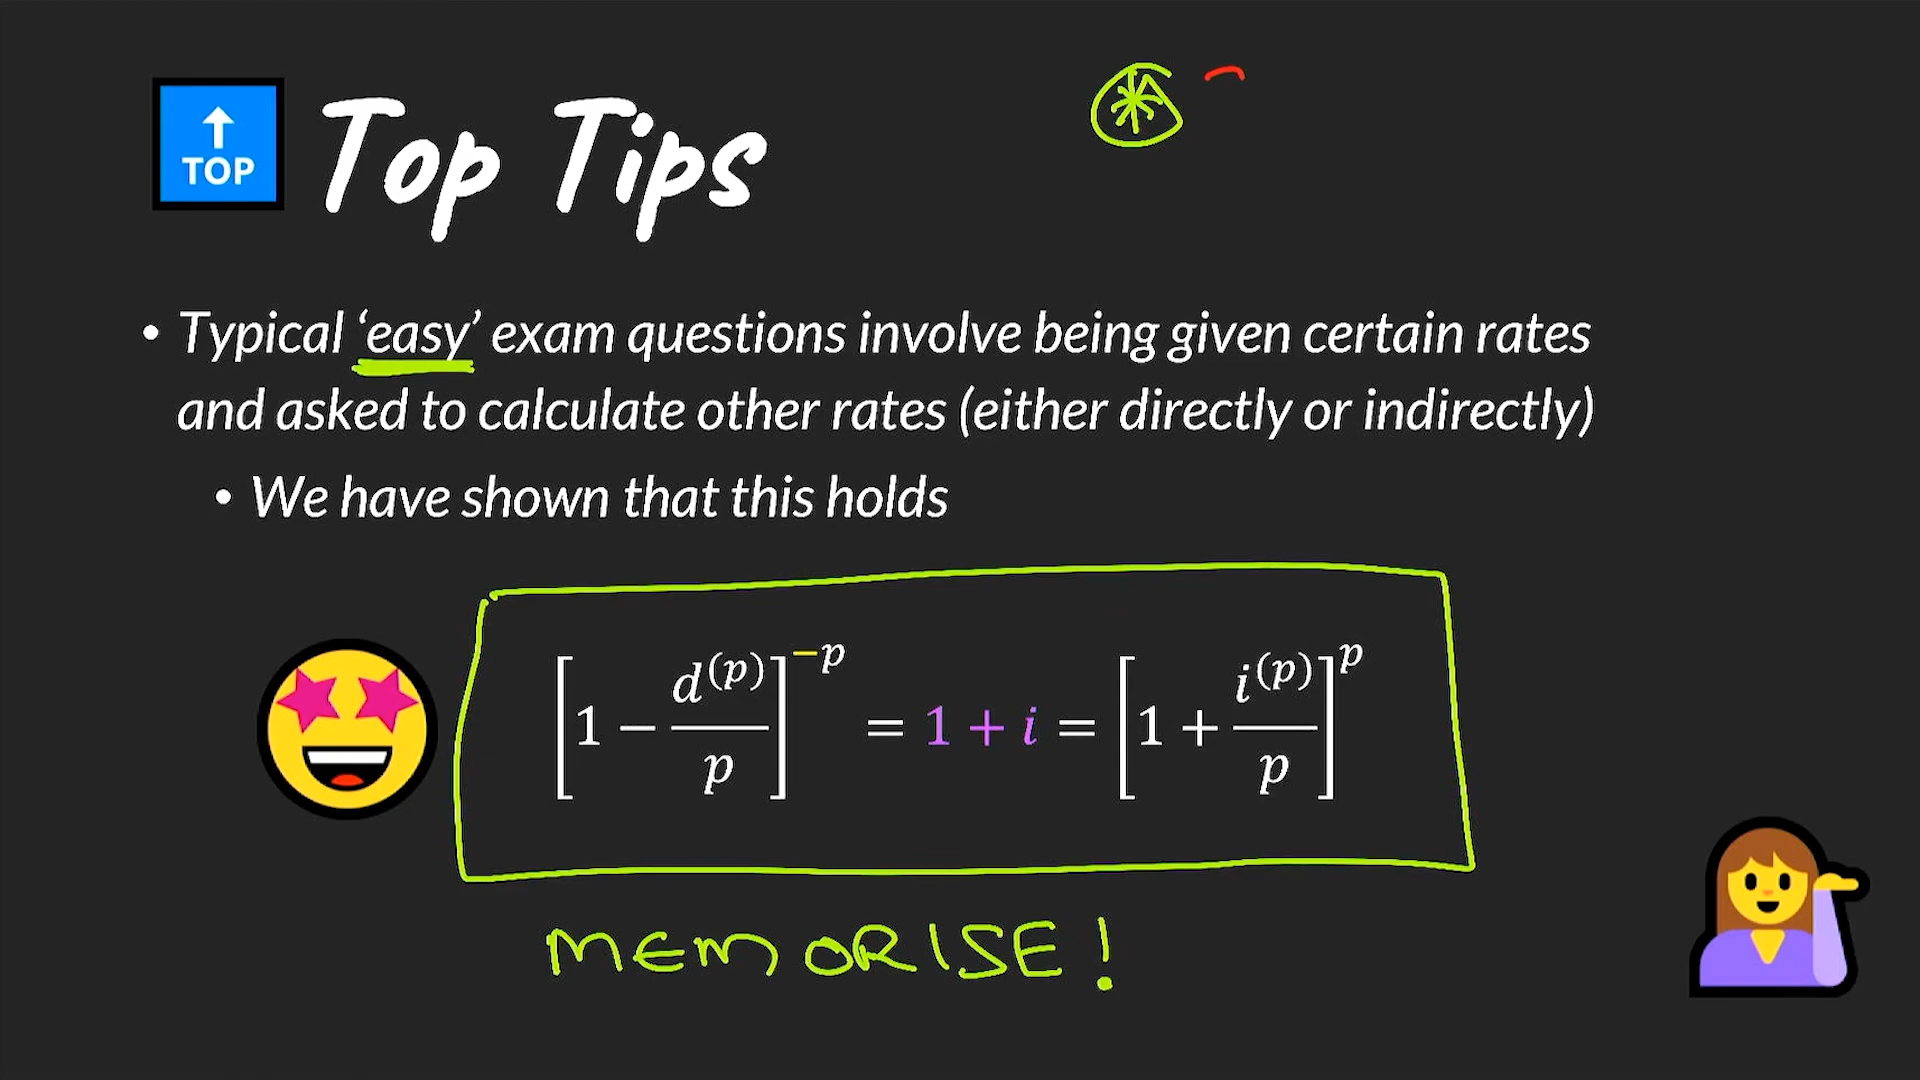 TOP
Top Tips
• Typical ‘easy’ exam questions involve being given certain rates
and asked to calculate other rates (either directly or indirectly)
• We have shown that this holds
[1 − d^(p)/p]^−p = 1 + i = [1 + i^(p)/p]^p
MEMORISE!